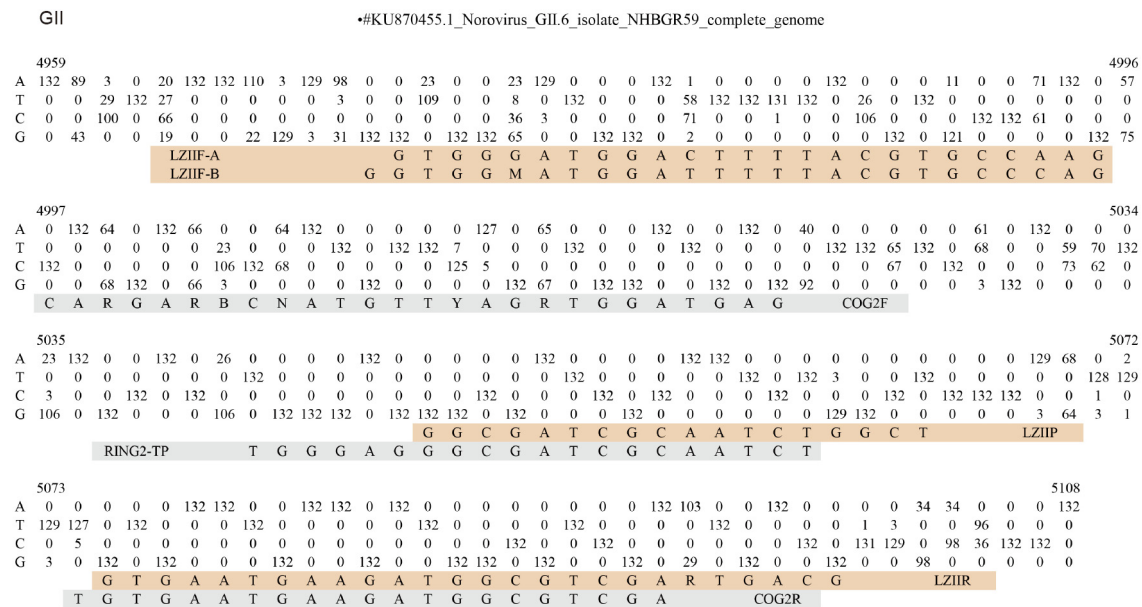 GII
•#KU870455.1_Norovirus_GII.6_isolate_NHBGR59_complete_genome
4959 4996
A 132 89 3 0 20 132 132 110 3 129 98 0 0 23 0 0 23 129 0 0 0 132 1 0 0 0 0 132 0 0 0 11 0 0 71 132 0 57
T 0 0 29 132 27 0 0 0 0 0 3 0 0 109 0 0 8 0 132 0 0 0 58 132 132 131 132 0 26 0 132 0 0 0 0 0 0 0
C 0 0 100 0 66 0 0 0 0 0 0 0 0 0 0 0 36 3 0 0 0 0 71 0 0 1 0 0 106 0 0 0 132 132 61 0 0 0
G 0 43 0 0 19 0 0 22 129 3 31 132 132 0 132 132 65 0 0 132 132 0 2 0 0 0 0 0 0 132 0 121 0 0 0 0 132 75
LZIIF-A G T G G G A T G G A C T T T T A C G T G C C A A G
LZIIF-B G G T G G M A T G G A T T T T T A C G T G C C C A G
4997 5034
A 0 132 64 0 132 66 0 0 64 132 0 0 0 0 0 127 0 65 0 0 0 132 0 0 132 0 40 0 0 0 0 0 61 0 132 0 0 0
T 0 0 0 0 0 0 23 0 0 0 132 0 132 132 7 0 0 0 132 0 0 0 132 0 0 0 0 132 132 65 132 0 68 0 0 59 70 132
C 132 0 0 0 0 0 106 132 68 0 0 0 0 0 125 5 0 0 0 0 0 0 0 0 0 0 0 0 0 67 0 132 0 0 0 73 62 0
G 0 0 68 132 0 66 3 0 0 0 0 132 0 0 0 0 132 67 0 132 132 0 0 132 0 132 92 0 0 0 0 0 3 132 0 0 0 0
C A R G A R B C N A T G T T Y A G R T G G A T G A G COG2F
5035 5072
A 23 132 0 0 132 0 26 0 0 0 0 132 0 0 0 0 0 132 0 0 0 0 132 132 0 0 0 0 0 0 0 0 0 0 129 68 0 2
T 0 0 0 0 0 0 0 132 0 0 0 0 0 0 0 0 0 0 132 0 0 0 0 0 132 0 132 3 0 0 132 0 0 0 0 0 128 129
C 3 0 0 132 0 132 0 0 0 0 0 0 0 0 0 132 0 0 0 132 0 132 0 0 0 132 0 0 0 132 0 132 132 132 0 0 1 0
G 106 0 132 0 0 0 106 0 132 132 132 0 132 132 132 0 132 0 0 0 132 0 0 0 0 0 0 129 132 0 0 0 0 0 3 64 3 1
G G C G A T C G C A A T C T G G C T LZIIP
RING2-TP T G G G A G G G C G A T C G C A A T C T
5073 5108
A 0 0 0 0 0 132 132 0 0 132 132 0 132 0 0 0 0 0 0 0 0 132 103 0 0 132 0 0 0 0 34 34 0 0 0 132
T 129 127 0 132 0 0 0 132 0 0 0 0 0 132 0 0 0 0 132 0 0 0 0 132 0 0 0 0 1 3 0 0 96 0 0 0
C 0 5 0 0 0 0 0 0 0 0 0 0 0 0 0 0 132 0 0 132 0 0 0 0 0 0 132 0 131 129 0 98 36 132 132 0
G 3 0 132 0 132 0 0 0 132 0 0 132 0 0 132 132 0 132 0 0 132 0 29 0 132 0 0 132 0 0 98 0 0 0 0 0
G T G A A T G A A G A T G G C G T C G A R T G A C G LZIIR
T G T G A A T G A A G A T G G C G T C G A COG2R